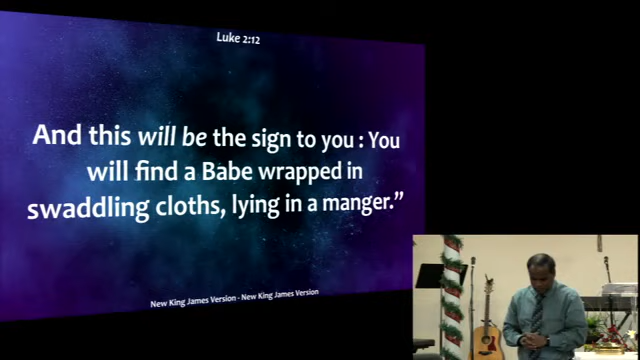 Luke 2:12
And this will be the sign to you : You
will find a Babe wrapped in
swaddling cloths, lying in a manger.”
New King James Version - New King James Version